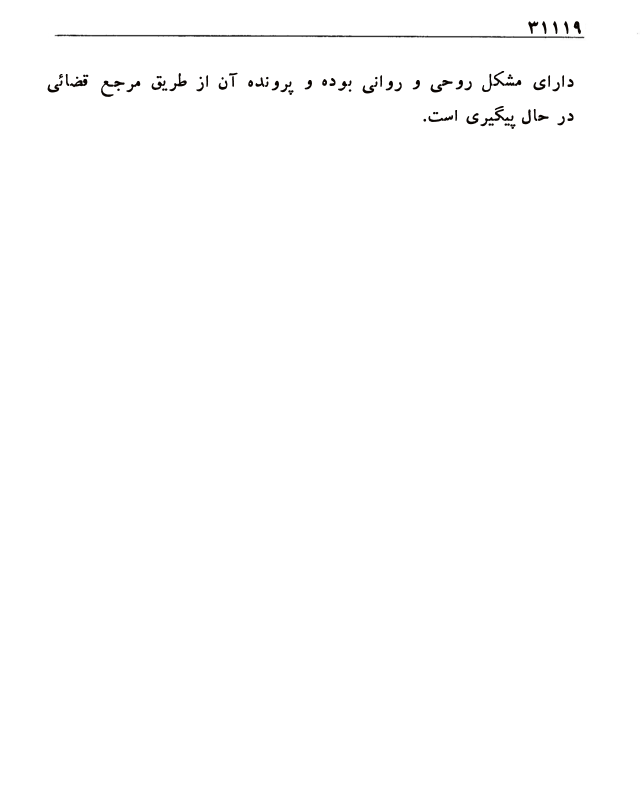 ۳۱۱۱۹
دارای مشکل روحی و روانی بوده و پرونده آن از طریق مرجع قضائی
در حال پیگیری است.